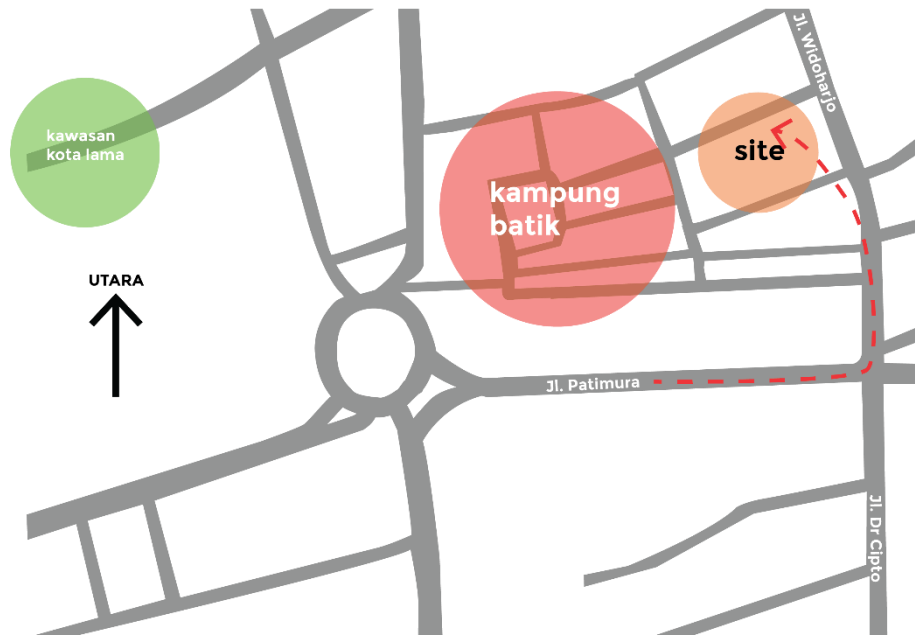 Jl. Widoharjo
kawasan
kota lama
site
kampung
batik
UTARA
Jl. Patimura
Jl. Dr Cipto